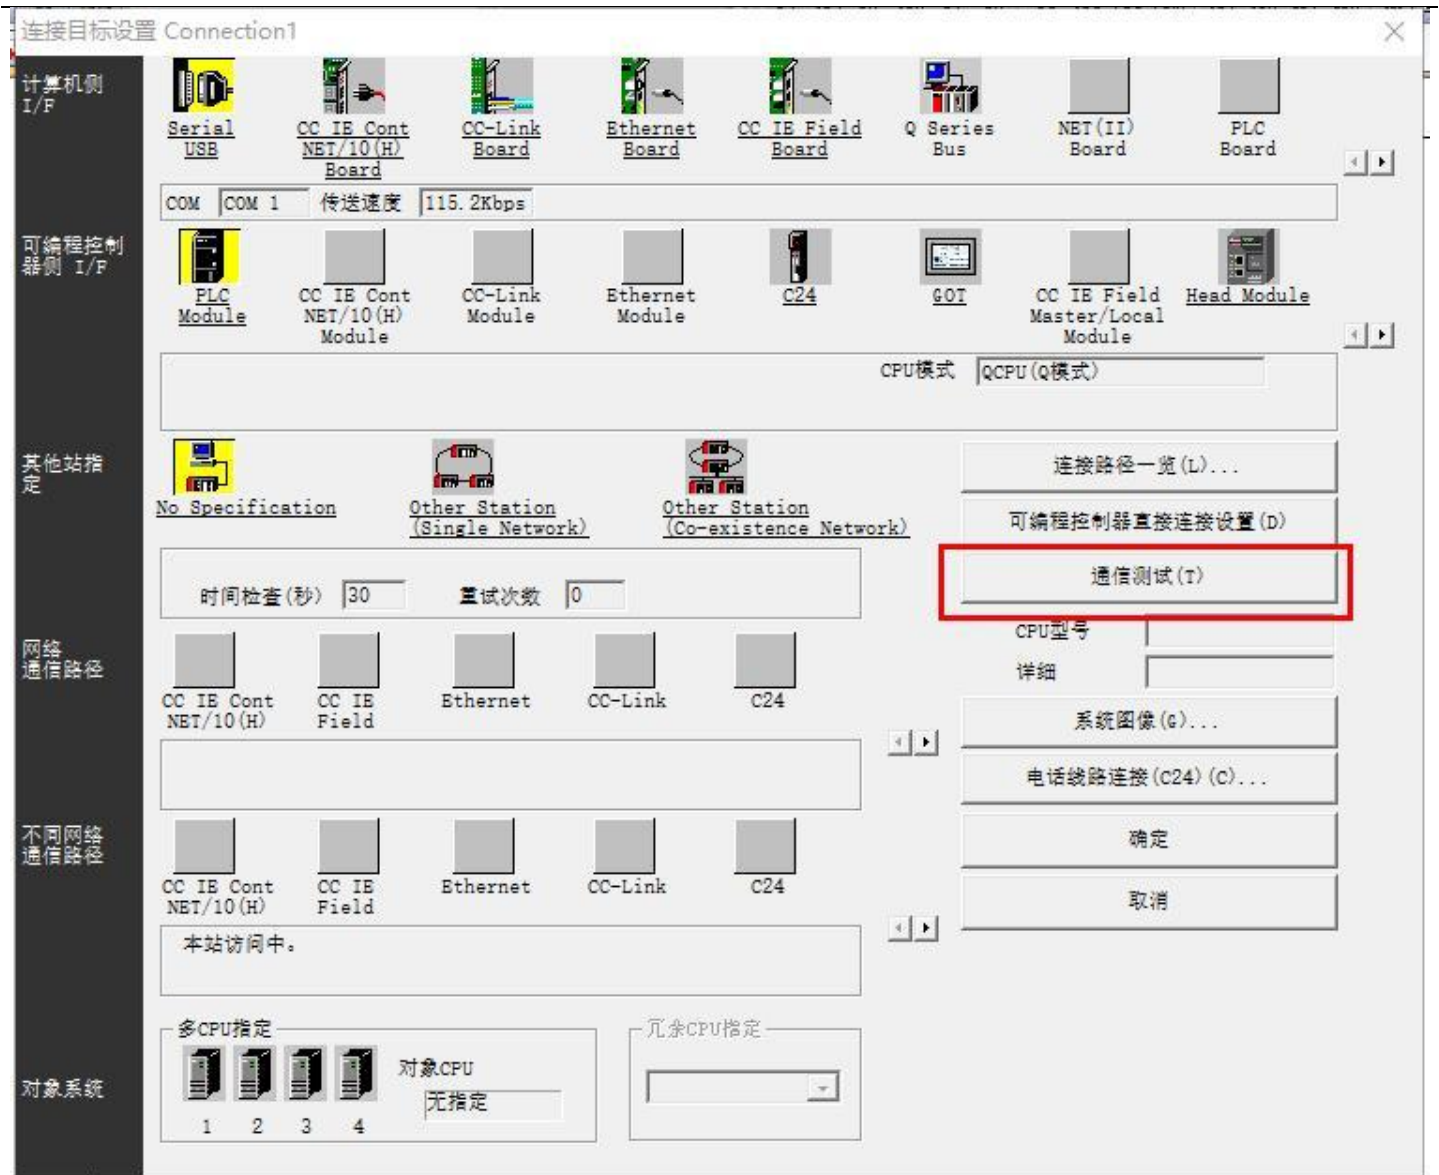 连接目标设置 Connection1
计算机侧
I/F
Serial
USB
CC IE Cont
NET/10(H)
Board
CC-Link
Board
Ethernet
Board
CC IE Field
Board
Q Series
Bus
NET(II)
Board
PLC
Board
COM COM 1 传送速度 115.2Kbps
可编程控制
器侧 I/F
PLC
Module
CC IE Cont
NET/10(H)
Module
CC-Link
Module
Ethernet
Module
C24
GOT
CC IE Field
Master/Local
Module
Head Module
CPU模式 QCPU(Q模式)
其他站指
定
No Specification
Other Station
(Single Network)
Other Station
(Co-existence Network)
连接路径一览(L)...
可编程控制器直接连接设置(D)
通信测试(T)
时间检查(秒) 30 重试次数 0
CPU型号
详细
网络
通信路径
CC IE Cont
NET/10(H)
CC IE
Field
Ethernet
CC-Link
C24
系统图像(G)...
电话线路连接(C24)(C)...
不同网络
通信路径
CC IE Cont
NET/10(H)
CC IE
Field
Ethernet
CC-Link
C24
确定
取消
本站访问中。
对象系统
多CPU指定
1 2 3 4
对象CPU
无指定
冗余CPU指定